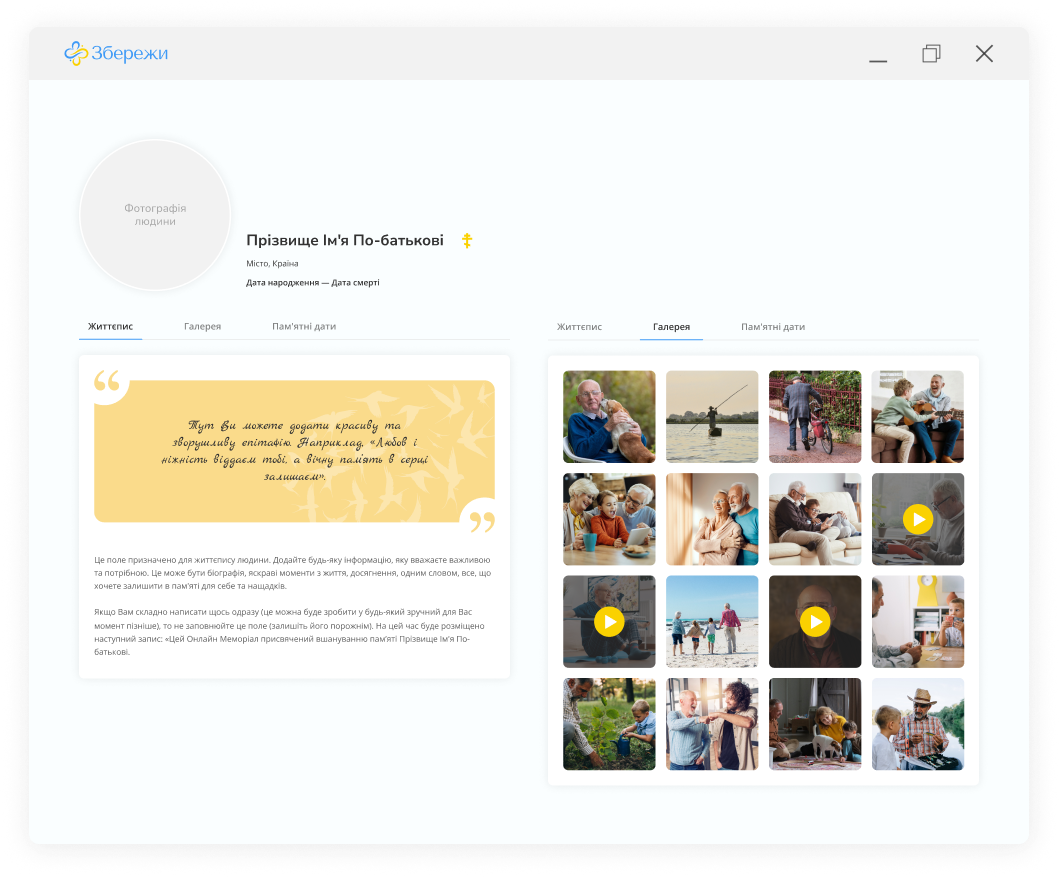 Збережи
Фотографія
людини
Прізвище Ім'я По-батькові
Місто, Країна
Дата народження — Дата смерті
Життєпис Галерея Пам'ятні дати
“
Тут Ви можете додати красиву та
зворушливу епітафію. Наприклад, «Любов і
ніжність віддаєм тобі, а вічну пам'ять в серці
залишаєм».
”
Це поле призначено для життєпису людини. Додайте будь-яку інформацію, яку вважаєте важливою
та потрібною. Це може бути біографія, яскраві моменти з життя, досягнення, одним словом, все, що
хочете залишити в пам'яті для себе та нащадків.
Якщо Вам складно написати щось одразу (це можна буде зробити у будь-який зручний для Вас
момент пізніше), то не заповнюйте це поле (залишіть його порожнім). На цей час буде розміщено
наступний запис: «Цей Онлайн Меморіал присвячений вшануванню пам'яті Прізвище Ім'я По-
батькові.
Життєпис Галерея Пам'ятні дати